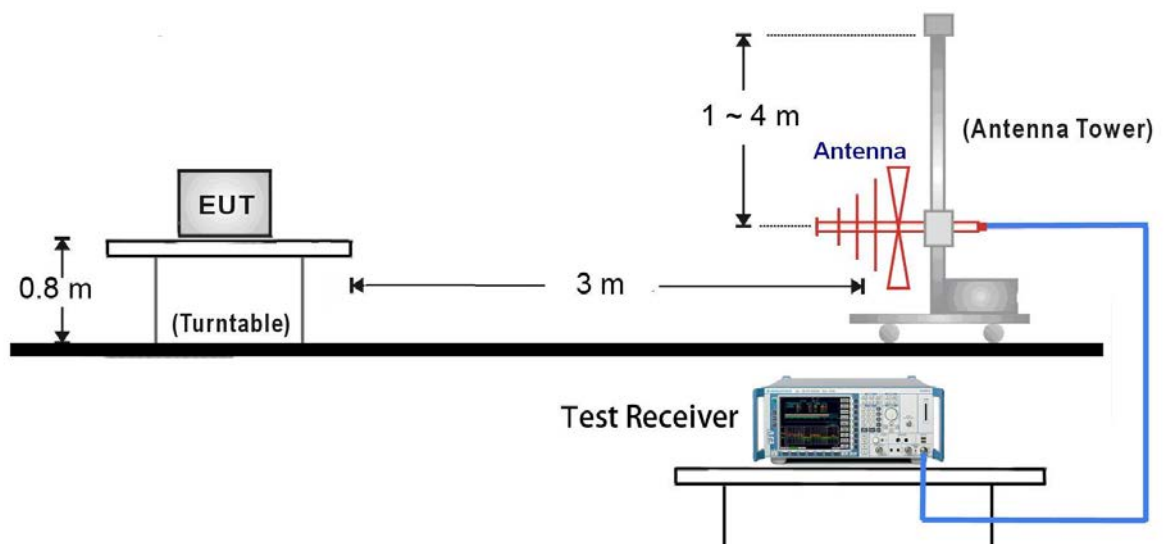 1 ~ 4 m
(Antenna Tower)
Antenna
EUT
0.8 m
3 m
(Turntable)
Test Receiver